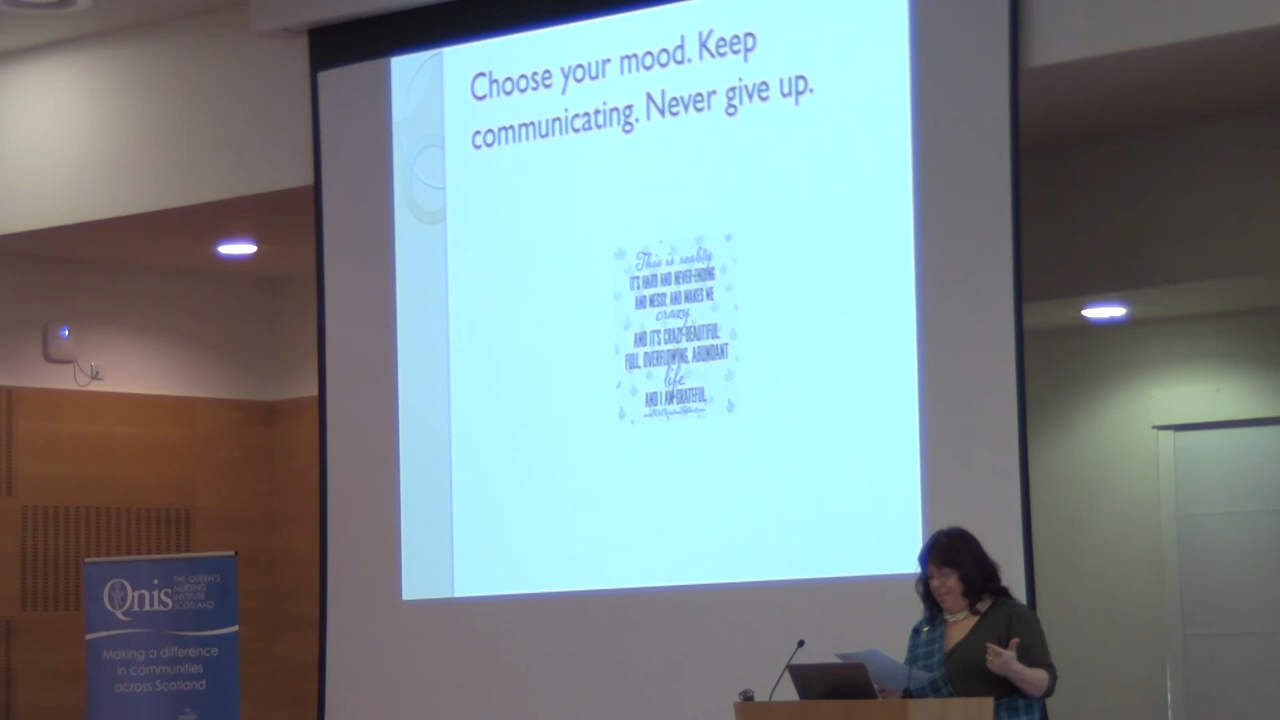 Choose your mood. Keep
communicating. Never give up.
This is reality
IT'S HARD AND NEVER-ENDING
AND MESSY, AND MAKES ME
crazy
AND IT'S CRAZY-BEAUTIFUL,
FULL, OVERFLOWING, ABUNDANT
life
AND I AM GRATEFUL.
Qnis
THE QUEEN'S
NURSING
INSTITUTE
SCOTLAND
Making a difference
in communities
across Scotland